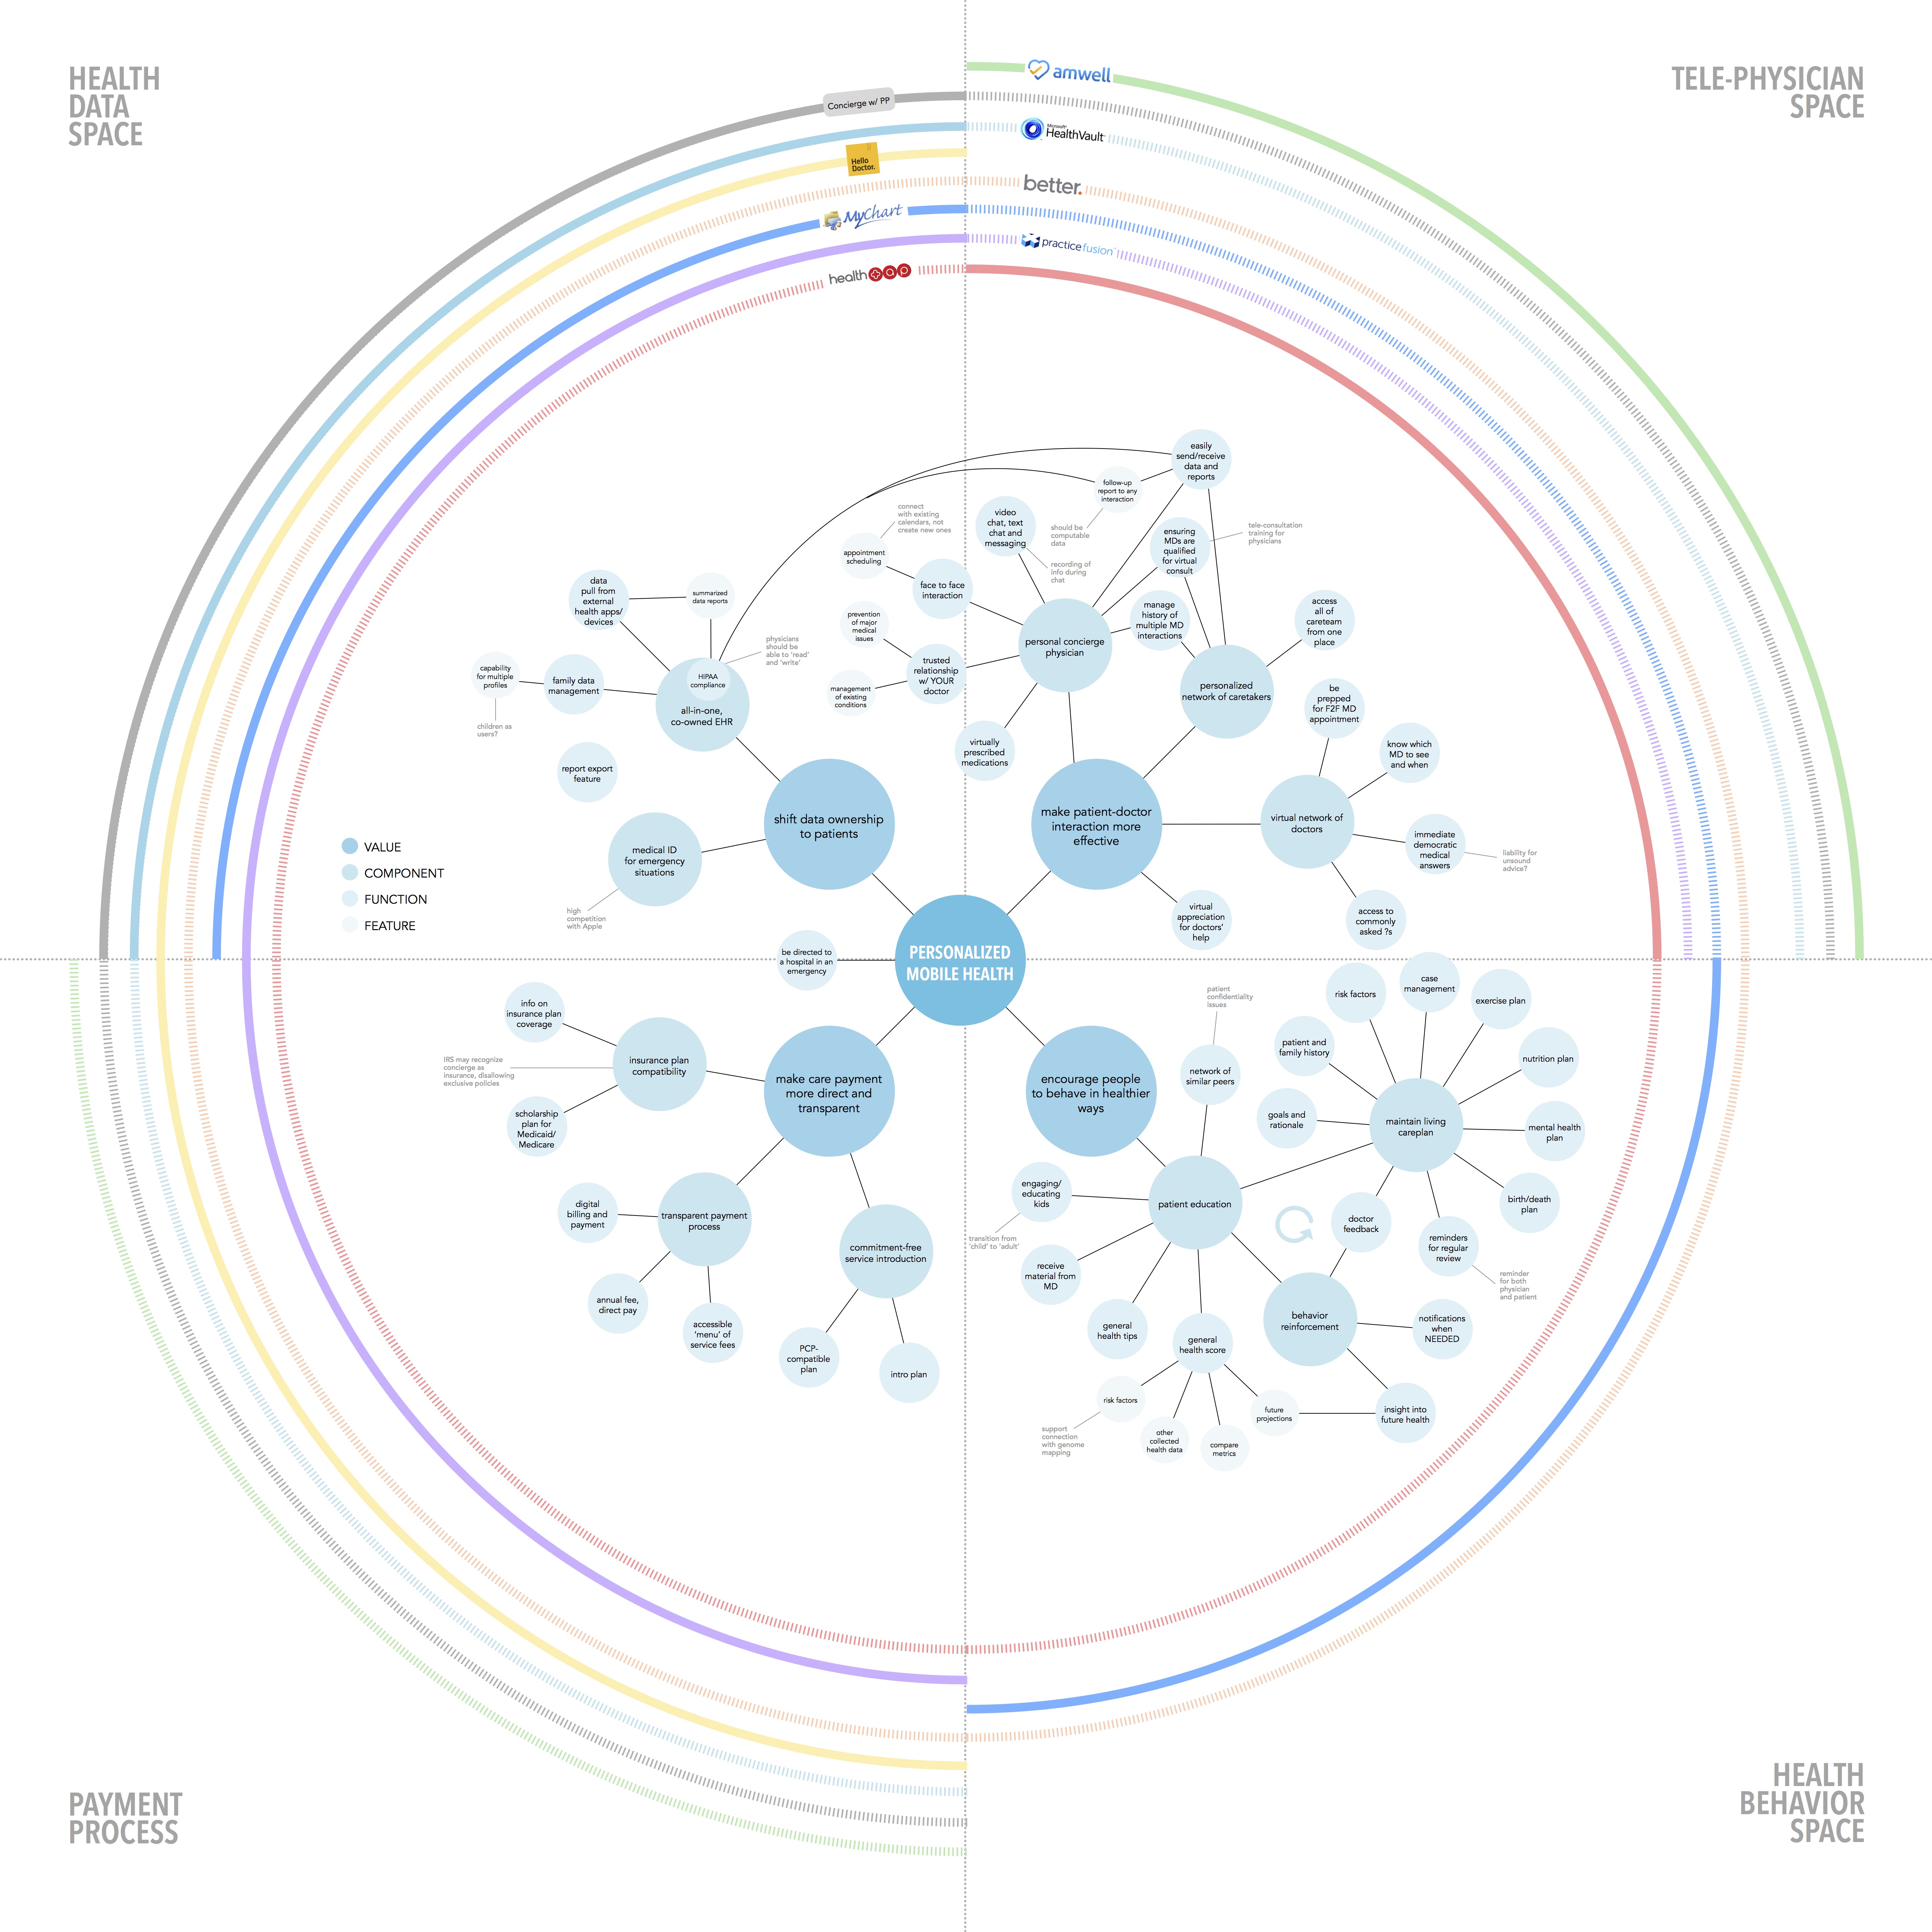 HEALTH
DATA
SPACE
TELE-PHYSICIAN
SPACE
amwell
Concierge w/ PP
Microsoft
HealthVault
Hello
Doctor.
better.
MyChart
practice fusion
health
tap
easily
send/receive
data and
reports
follow-up
report to any
interaction
should be
computable
data
connect
with existing
calendars, not
create new ones
video
chat, text
chat and
messaging
recording of
info during
chat
ensuring
MDs are
qualified
for virtual
consult
tele-consultation
training for
physicians
appointment
scheduling
face to face
interaction
data
pull from
external
health apps/
devices
summarized
data reports
prevention
of major
medical
issues
manage
history of
multiple MD
interactions
access
all of
careteam
from one
place
personal concierge
physician
physicians
should be
able to 'read'
and 'write'
trusted
relationship
w/ YOUR
doctor
capability
for multiple
profiles
family data
management
HIPAA
compliance
all-in-one,
co-owned EHR
management
of existing
conditions
personalized
network of caretakers
be
prepped
for F2F MD
appointment
children as
users?
virtually
prescribed
medications
know which
MD to see
and when
report export
feature
shift data ownership
to patients
make patient-doctor
interaction more
effective
virtual network of
doctors
VALUE
COMPONENT
FUNCTION
FEATURE
medical ID
for emergency
situations
immediate
democratic
medical
answers
liability for
unsound
advice?
high
competition
with Apple
virtual
appreciation
for doctors'
help
access to
commonly
asked ?s
be directed to
a hospital in an
emergency
PERSONALIZED
MOBILE HEALTH
info on
insurance plan
coverage
patient
confidentiality
issues
risk factors
case
management
exercise plan
IRS may recognize
concierge as
insurance, disallowing
exclusive policies
insurance plan
compatibility
make care payment
more direct and
transparent
encourage people
to behave in healthier
ways
network of
similar peers
patient and
family history
nutrition plan
scholarship
plan for
Medicaid/
Medicare
goals and
rationale
maintain living
careplan
mental health
plan
engaging/
educating
kids
patient education
birth/death
plan
digital
billing and
payment
transparent payment
process
commitment-free
service introduction
transition from
'child' to 'adult'
doctor
feedback
reminders
for regular
review
receive
material from
MD
reminder
for both
physician
and patient
annual fee,
direct pay
accessible
'menu' of
service fees
general
health tips
general
health score
behavior
reinforcement
notifications
when
NEEDED
PCP-
compatible
plan
intro plan
risk factors
future
projections
insight into
future health
support
connection
with genome
mapping
other
collected
health data
compare
metrics
PAYMENT
PROCESS
HEALTH
BEHAVIOR
SPACE